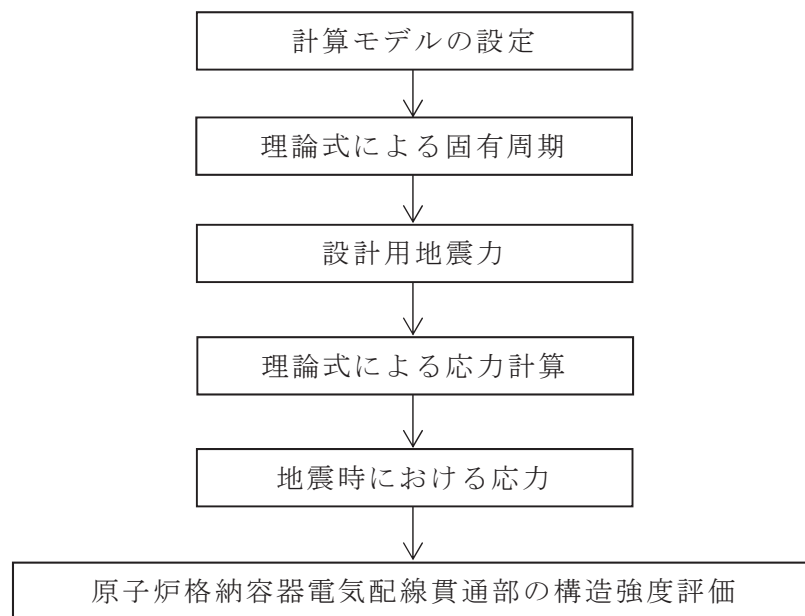 計算モデルの設定
理論式による固有周期
設計用地震力
理論式による応力計算
地震時における応力
原子炉格納容器電気配線貫通部の構造強度評価